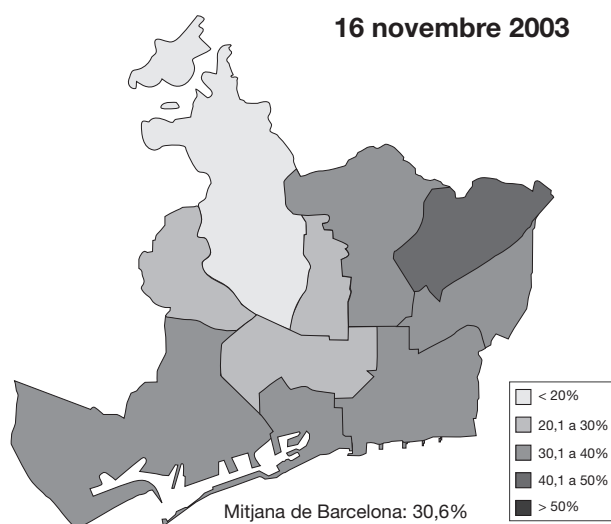 16 novembre 2003
< 20%
20,1 a 30%
30,1 a 40%
40,1 a 50%
> 50%
Mitjana de Barcelona: 30,6%